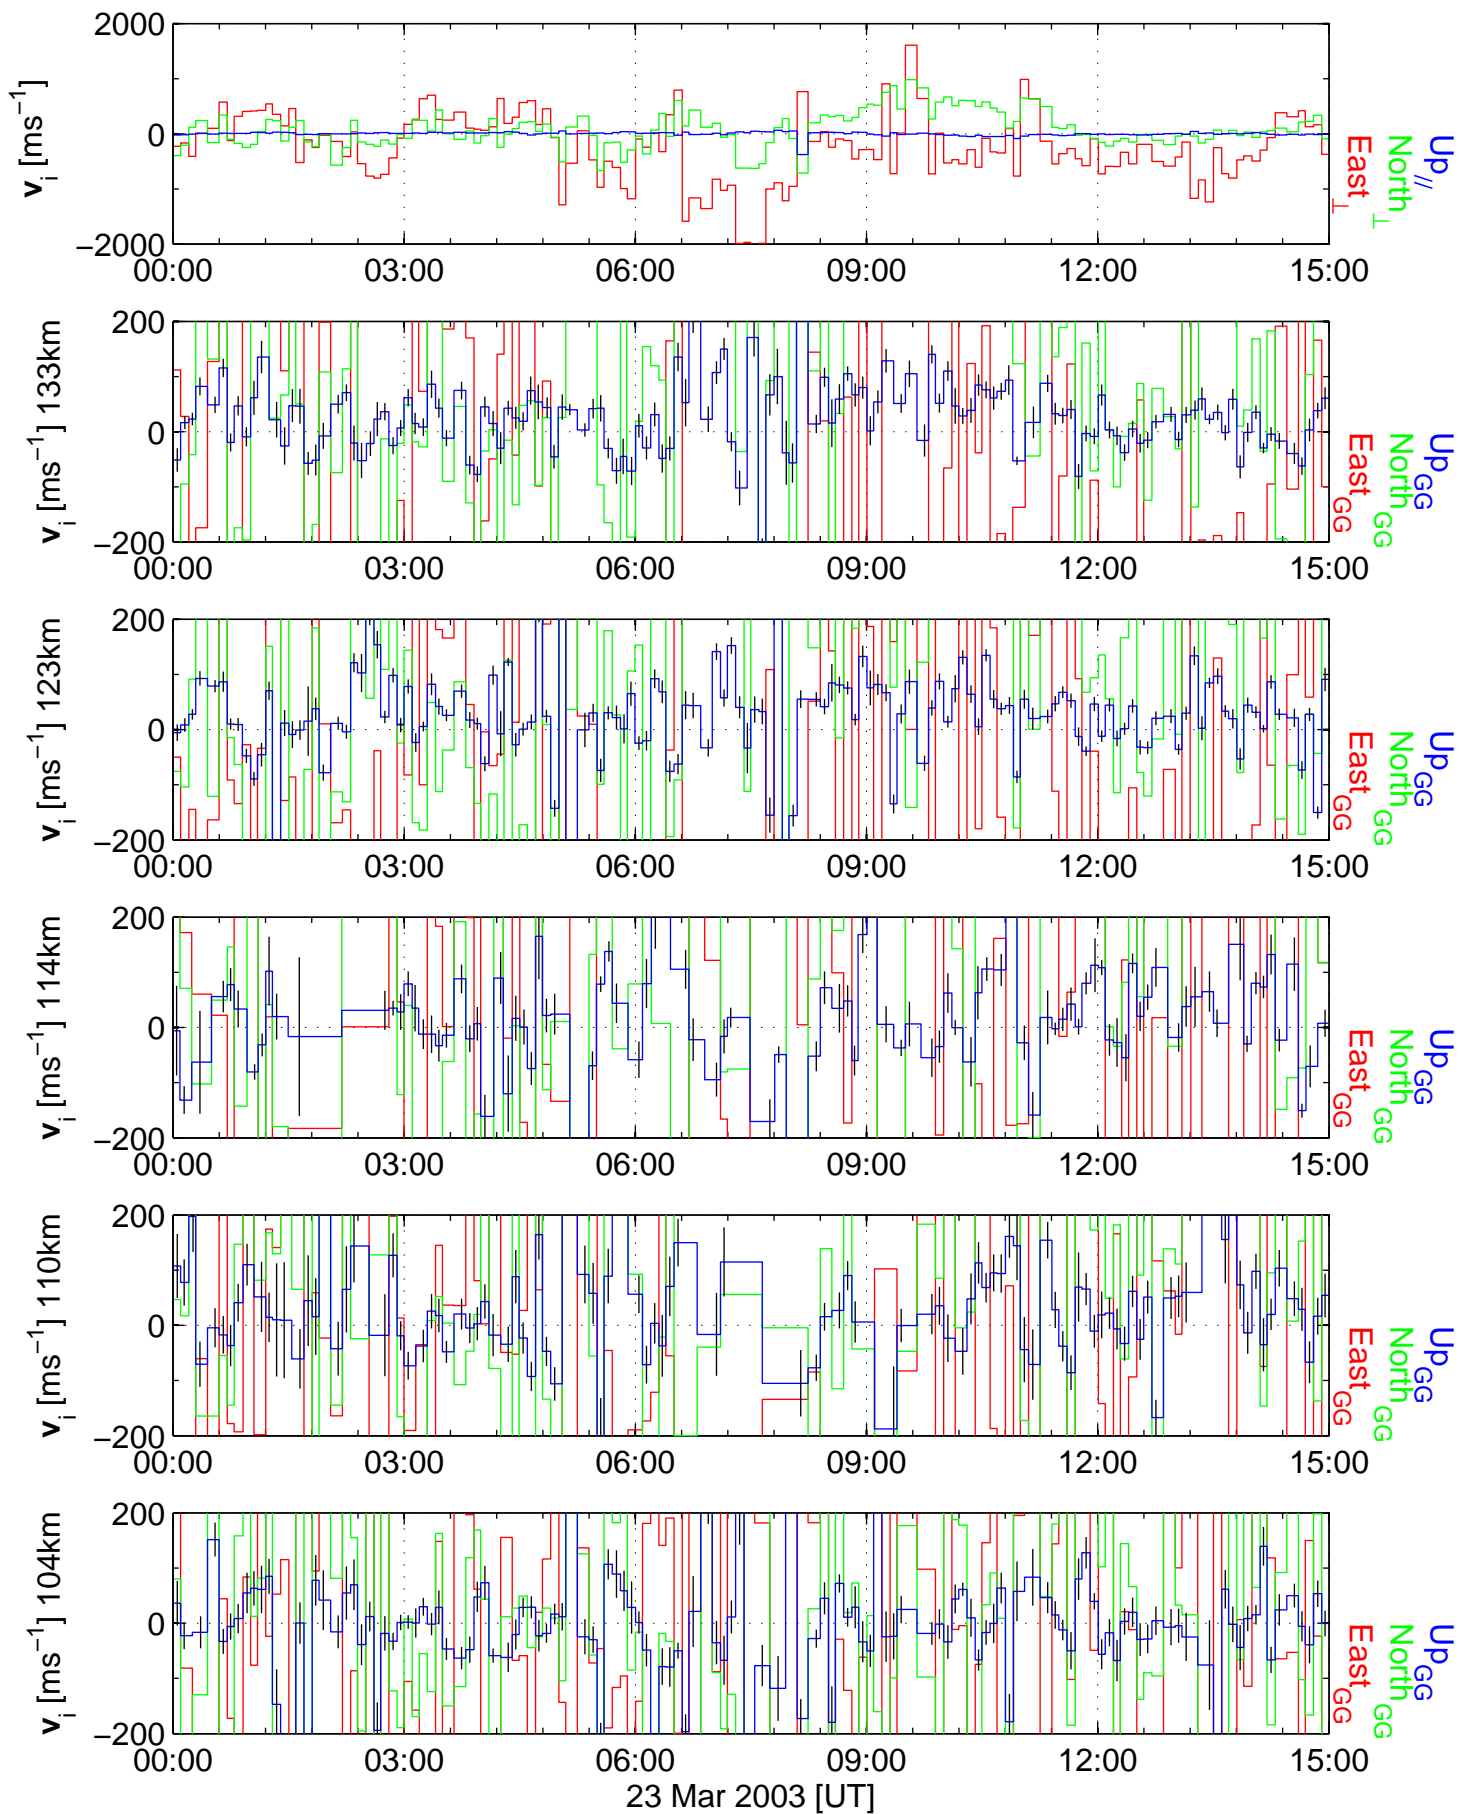 2000
0
−2000
v_i [ms^−1]
00:00 03:00 06:00 09:00 12:00 15:00
East_⊥
North_⊥
Up_//
200
0
−200
v_i [ms^−1] 133km
00:00 03:00 06:00 09:00 12:00 15:00
East_GG
North_GG
Up_GG
200
0
−200
v_i [ms^−1] 123km
00:00 03:00 06:00 09:00 12:00 15:00
East_GG
North_GG
Up_GG
200
0
−200
v_i [ms^−1] 114km
00:00 03:00 06:00 09:00 12:00 15:00
East_GG
North_GG
Up_GG
200
0
−200
v_i [ms^−1] 110km
00:00 03:00 06:00 09:00 12:00 15:00
East_GG
North_GG
Up_GG
200
0
−200
v_i [ms^−1] 104km
00:00 03:00 06:00 09:00 12:00 15:00
East_GG
North_GG
Up_GG
23 Mar 2003 [UT]